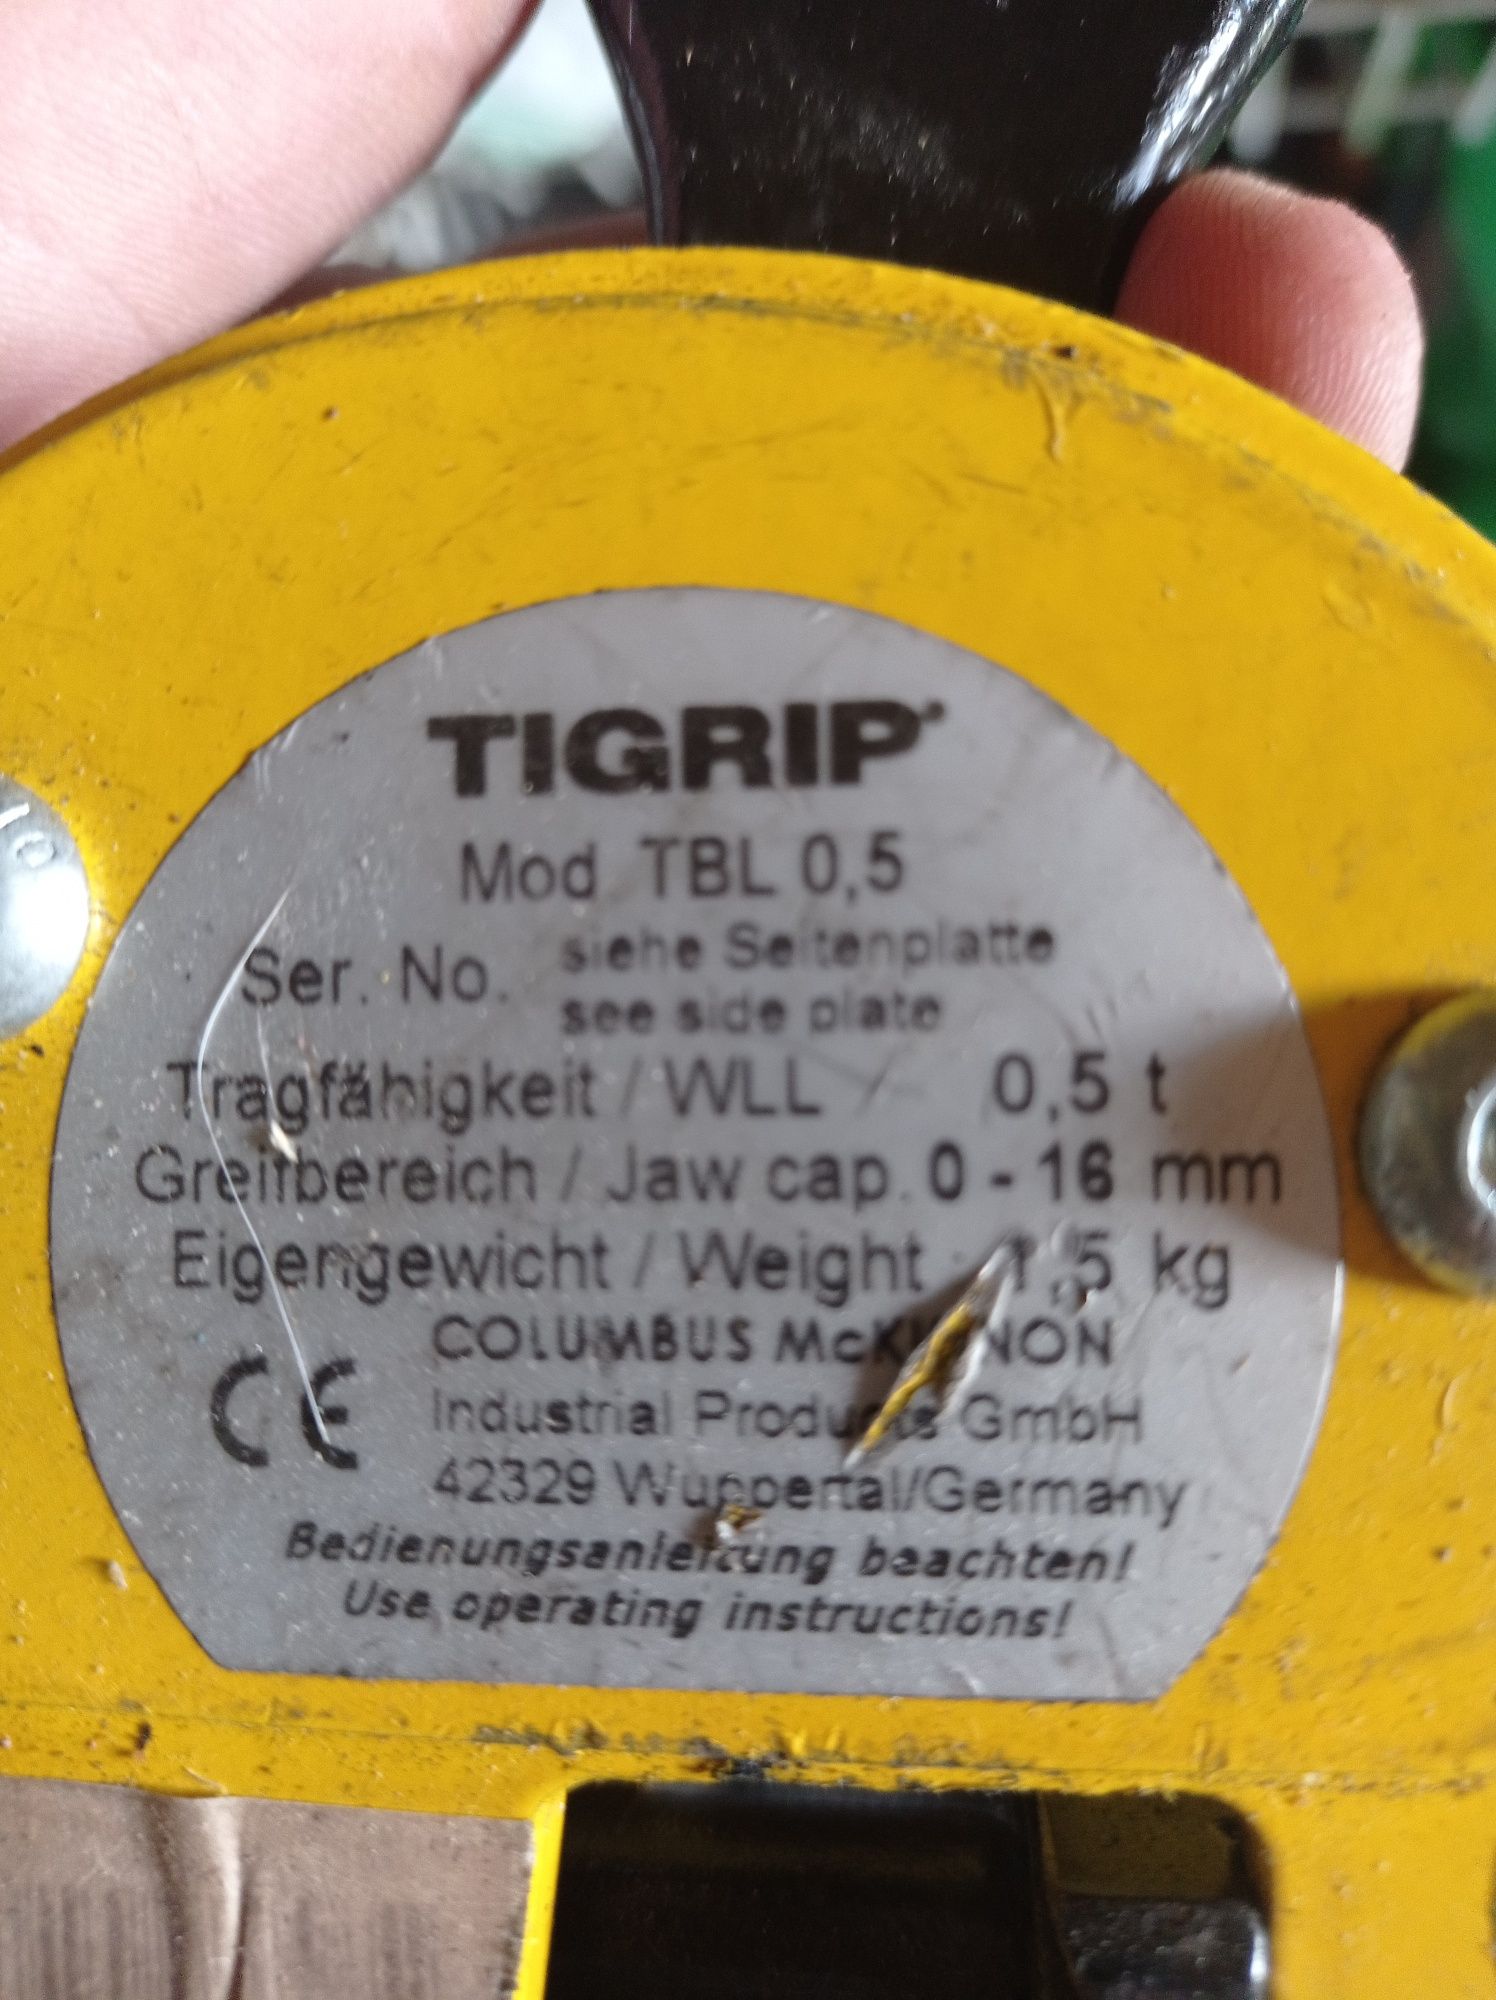 TIGRIP®
Mod TBL 0,5
Ser. No. siehe Seitenplatte
see side plate
Tragfähigkeit / WLL 0,5 t
Greifbereich / Jaw cap. 0 - 16 mm
Eigengewicht / Weight 1,5 kg
COLUMBUS McKINNON
CE
Industrial Products GmbH
42329 Wuppertal/Germany
Bedienungsanleitung beachten!
Use operating instructions!